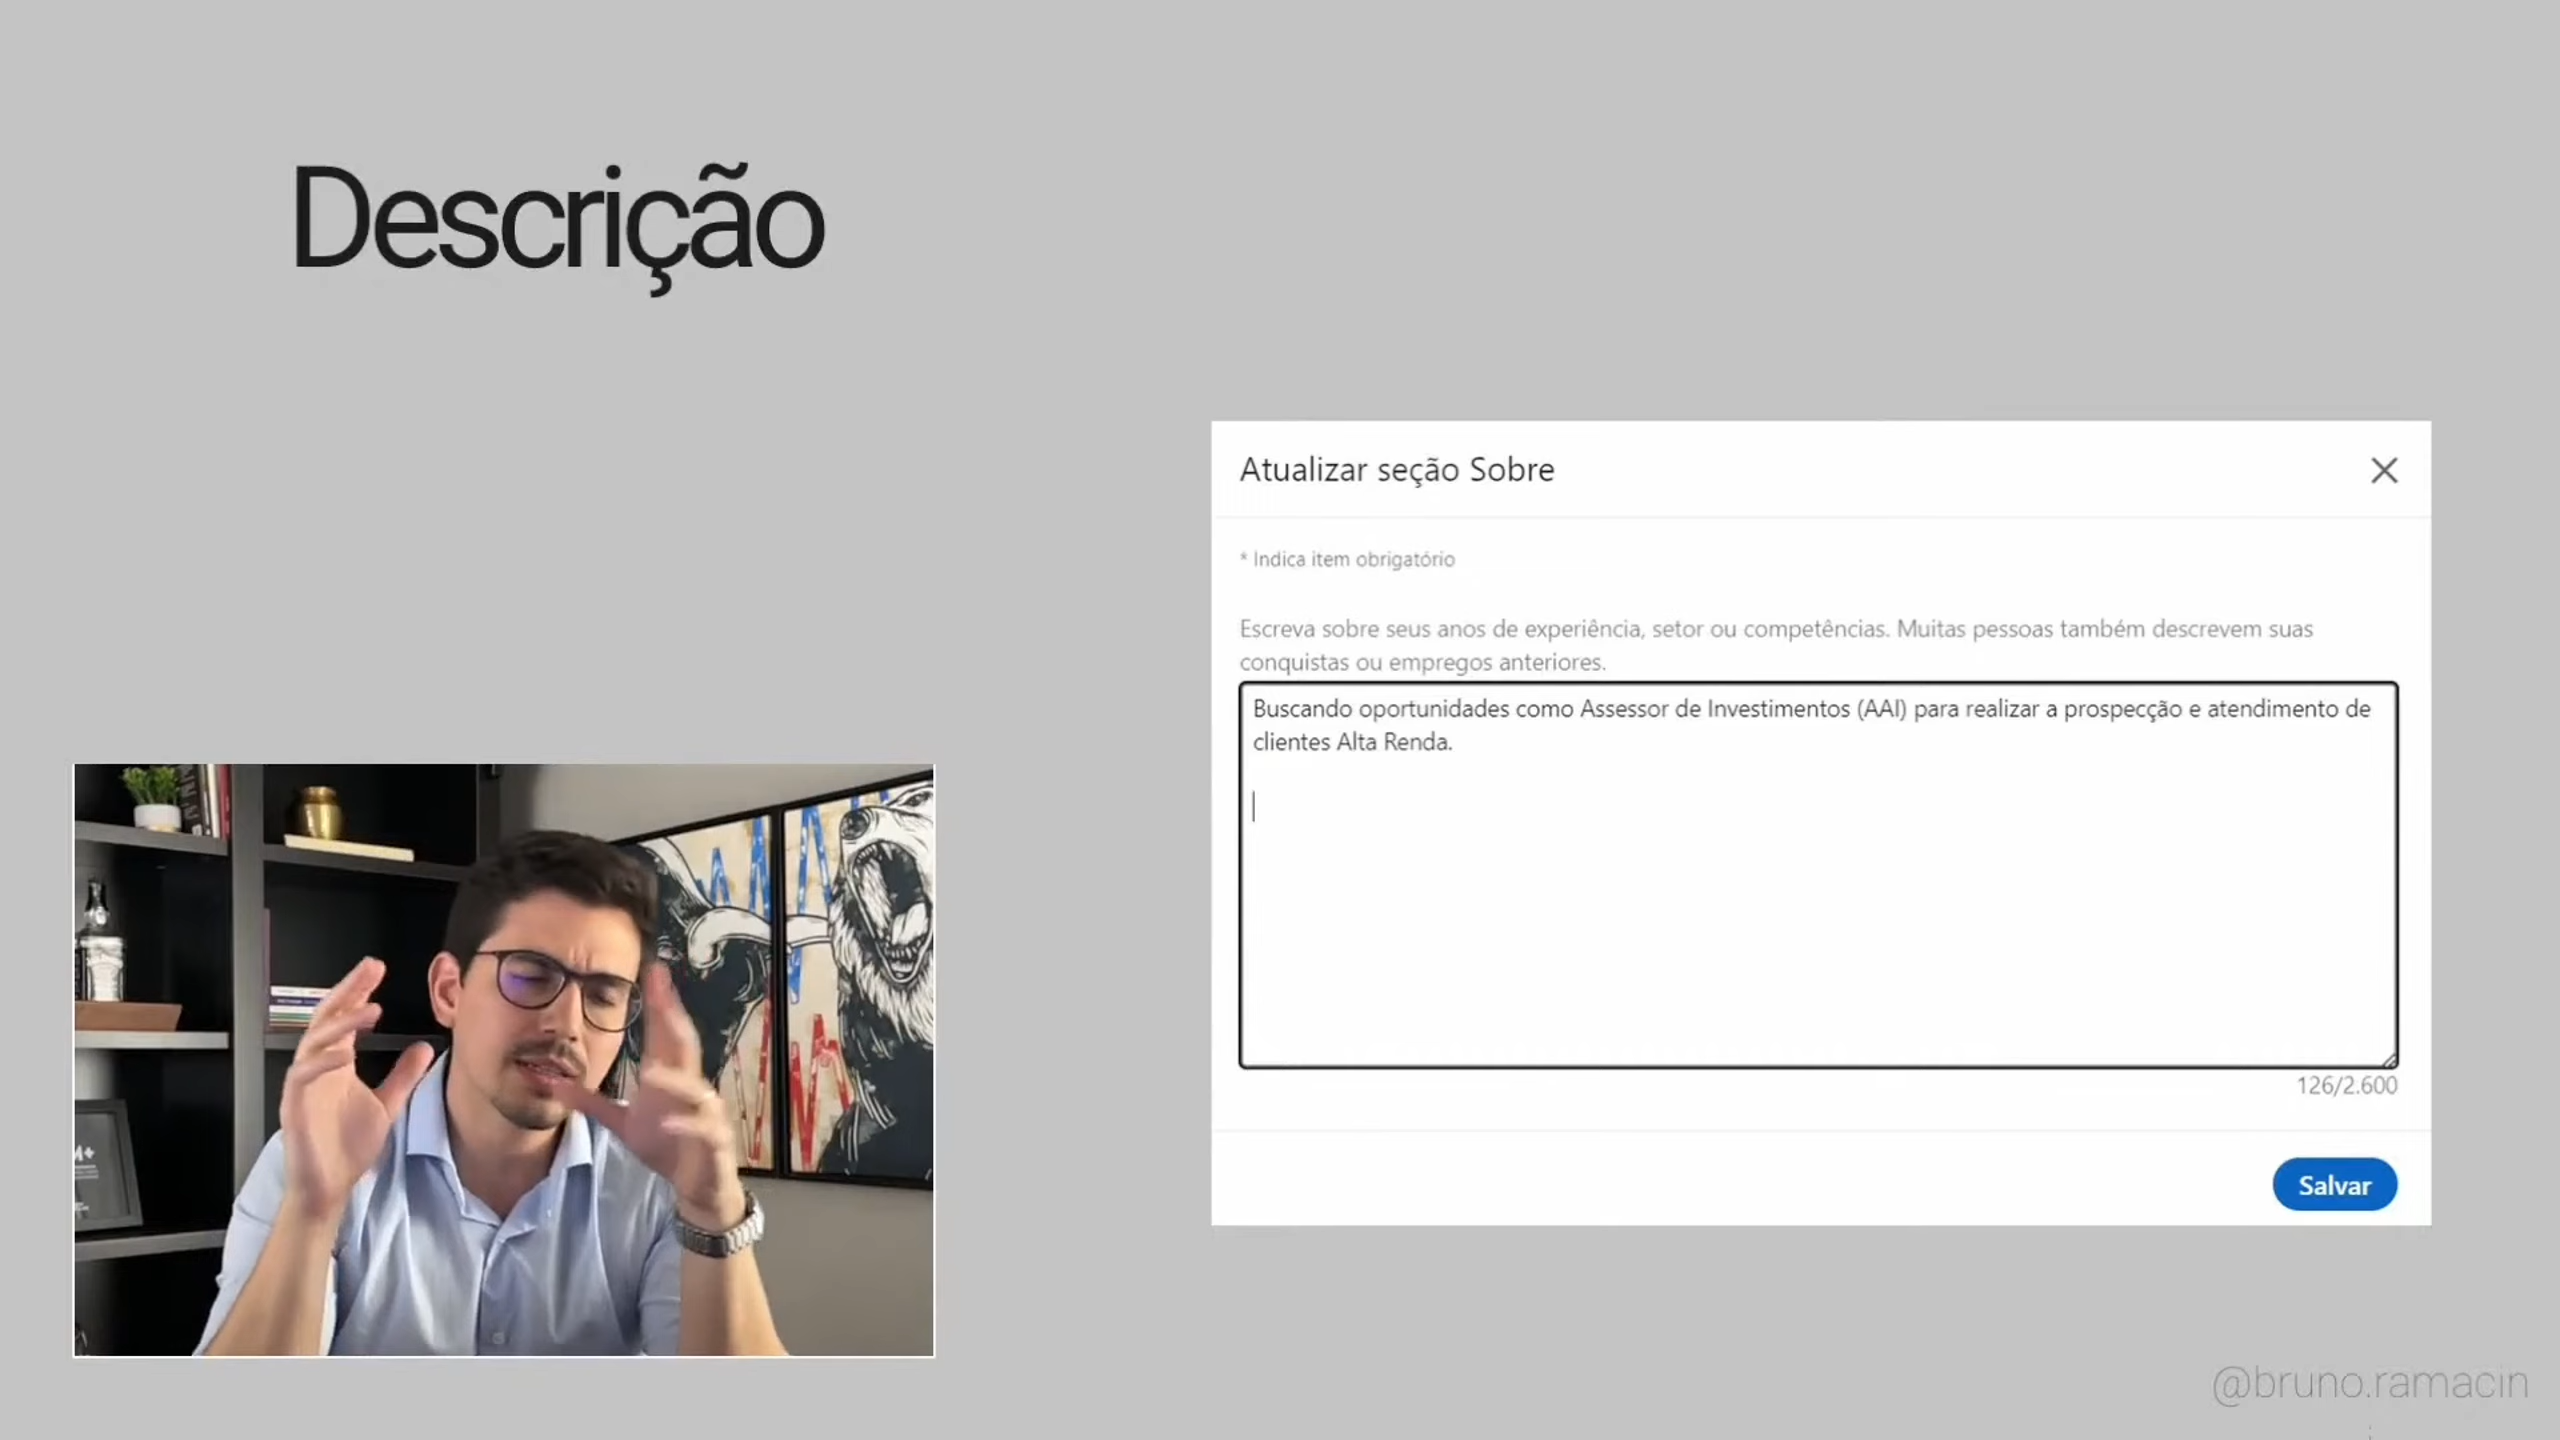 Descrição
Atualizar seção Sobre
* Indica item obrigatório
Escreva sobre seus anos de experiência, setor ou competências. Muitas pessoas também descrevem suas
conquistas ou empregos anteriores.
Buscando oportunidades como Assessor de Investimentos (AAI) para realizar a prospecção e atendimento de
clientes Alta Renda.
126/2.600
Salvar
M+
@bruno.ramacin